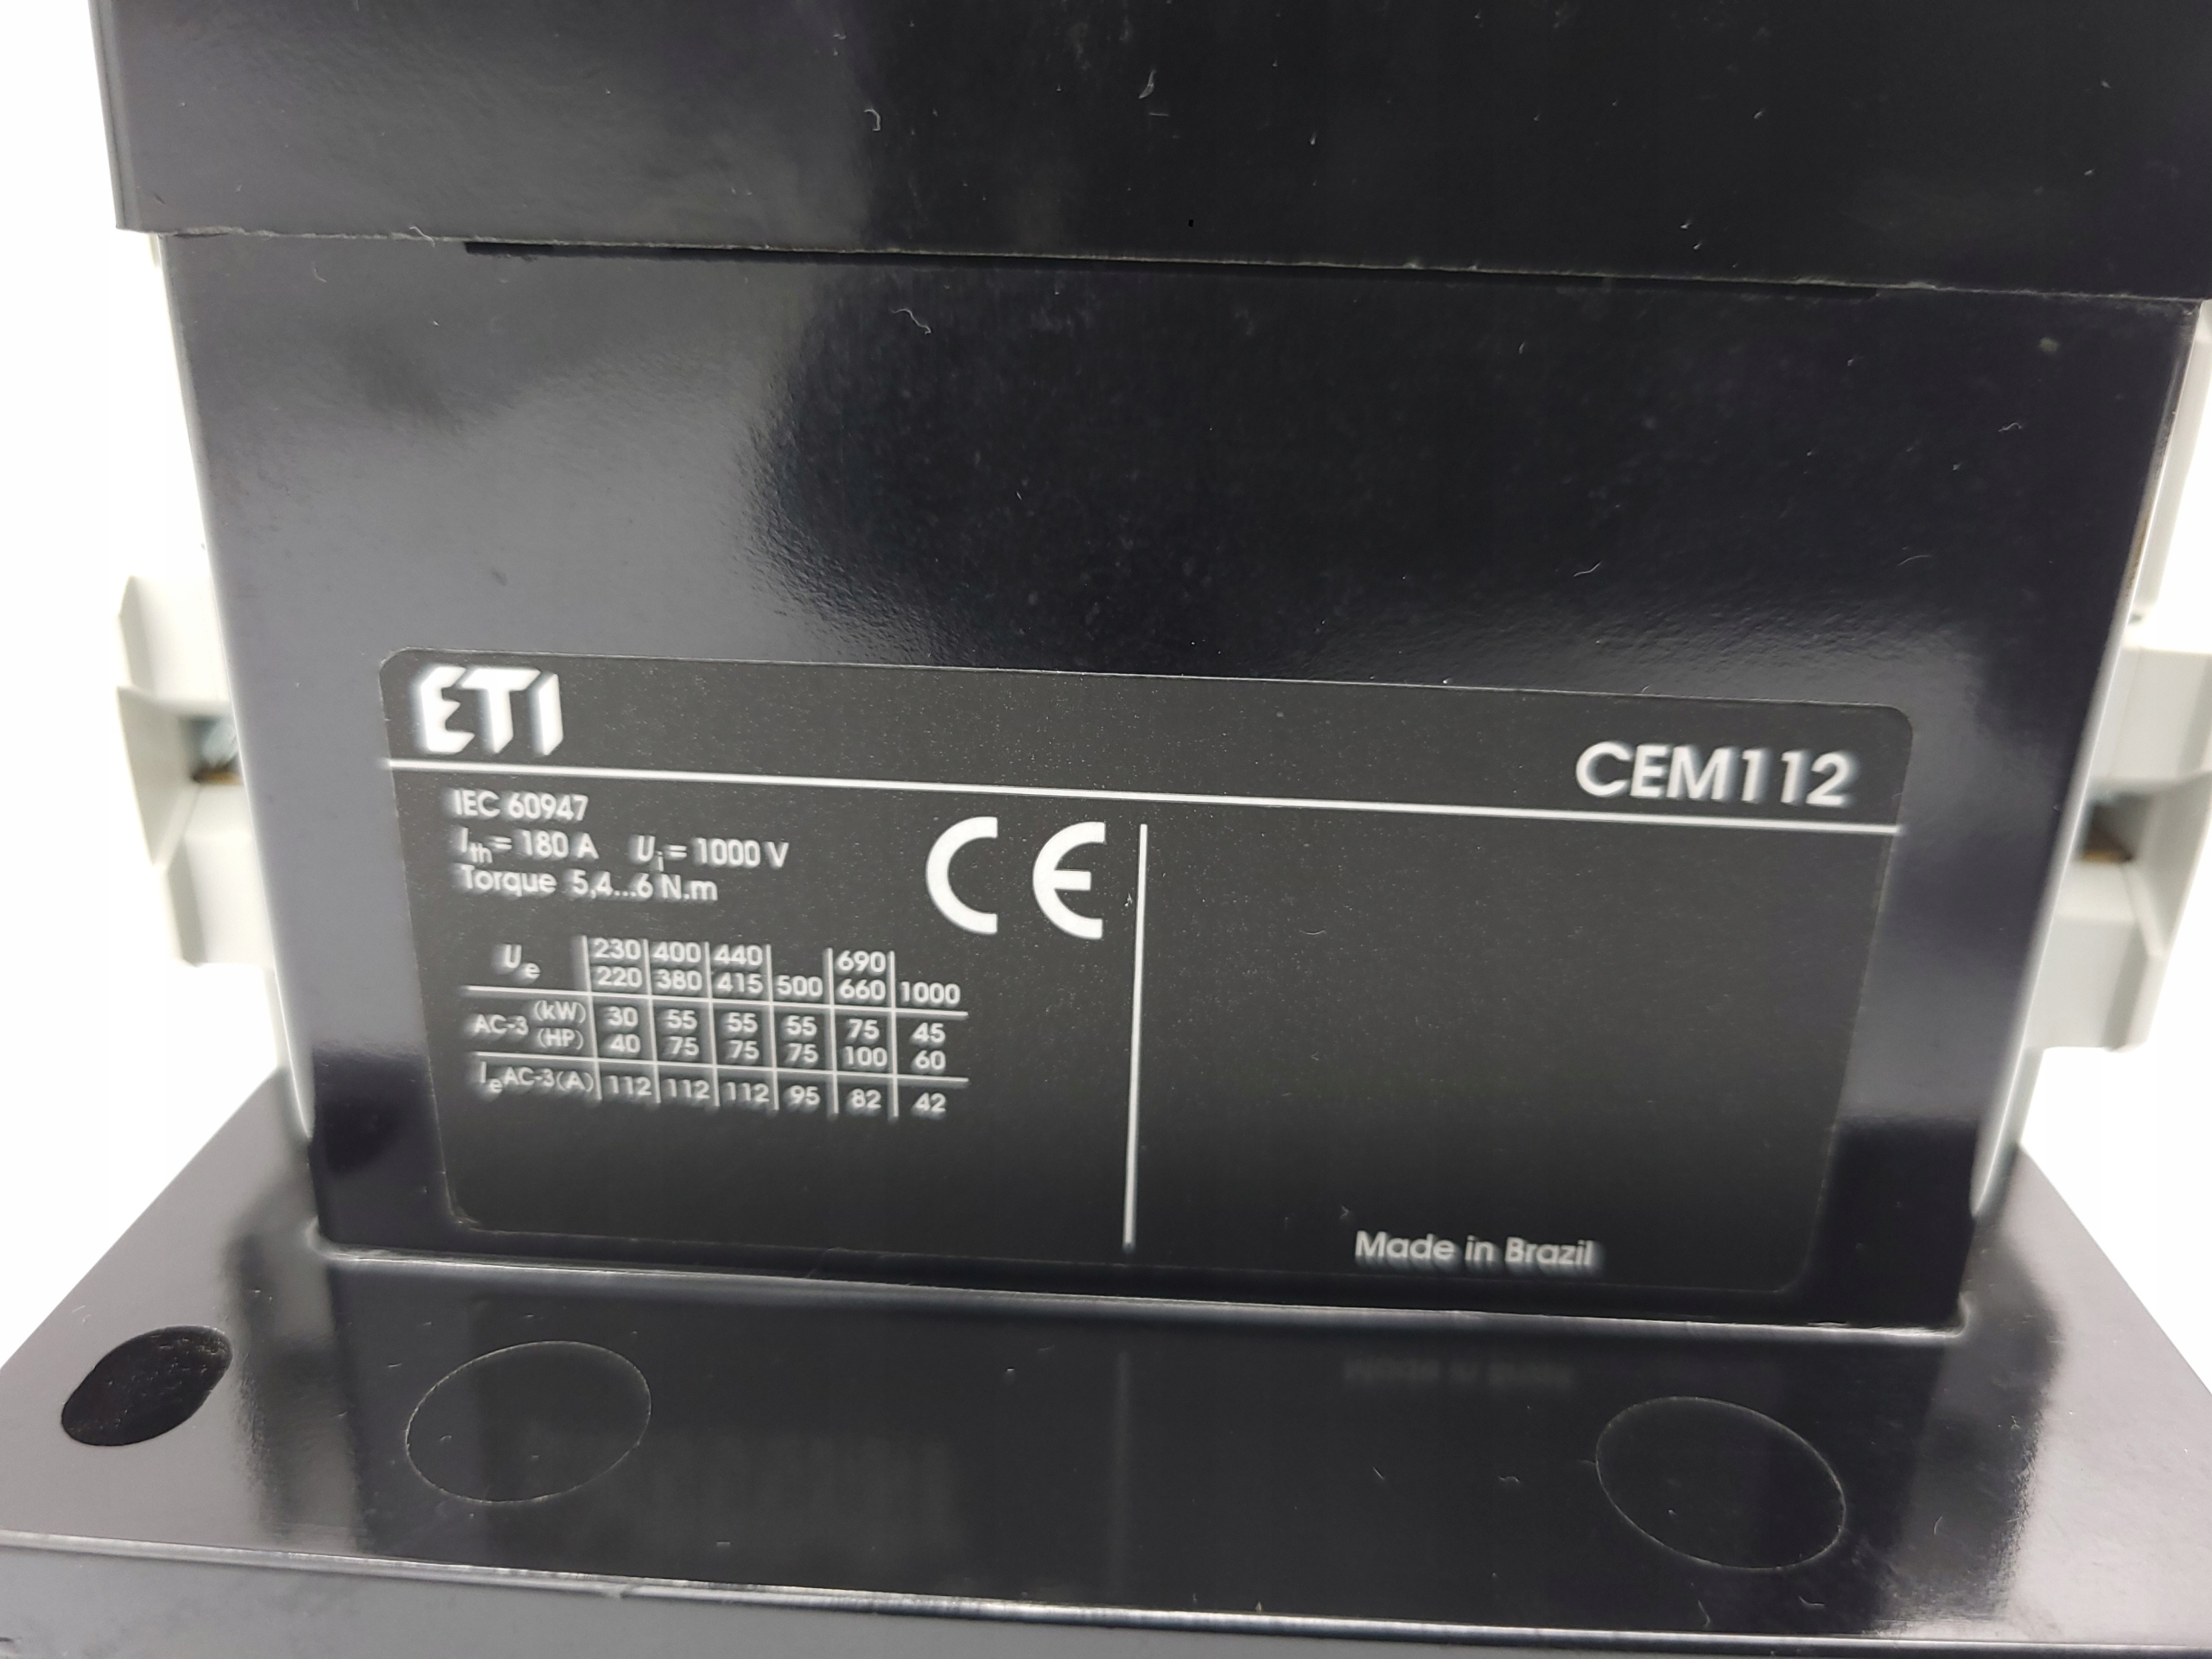 ETI
CEM112
IEC 60947
Ith= 180 A Ui= 1000 V
Torque 5,4...6 N.m
CE
Ue 230 400 440 690
220 380 415 500 660 1000
AC-3 (kW) 30 55 55 55 75 45
(HP) 40 75 75 75 100 60
Ie AC-3(A) 112 112 112 95 82 42
Made in Brazil